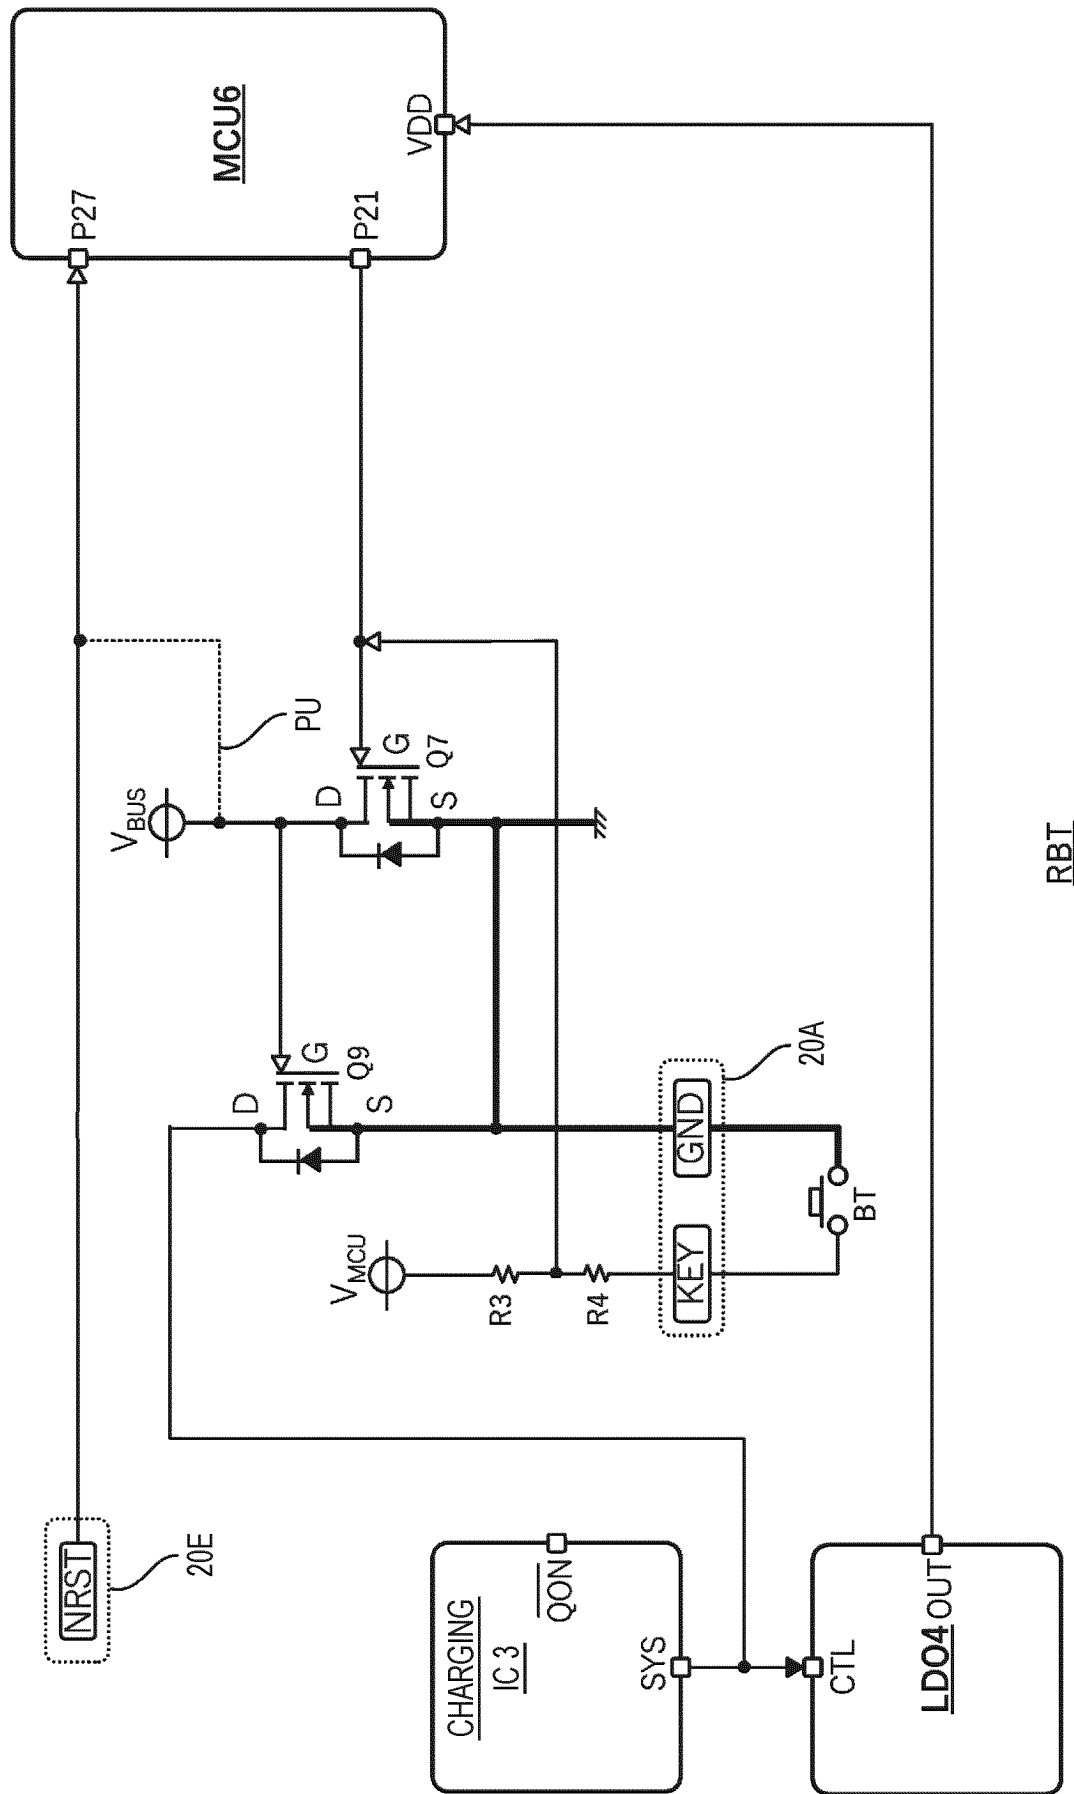 NRST
20E
CHARGING
IC 3
QON
SYS
CTL
LDO4
OUT
VMCU
R3
R4
KEY
GND
20A
BT
D
G
Q9
S
VBUS
D
G
Q7
S
PU
P27
P21
MCU6
VDD
RBT